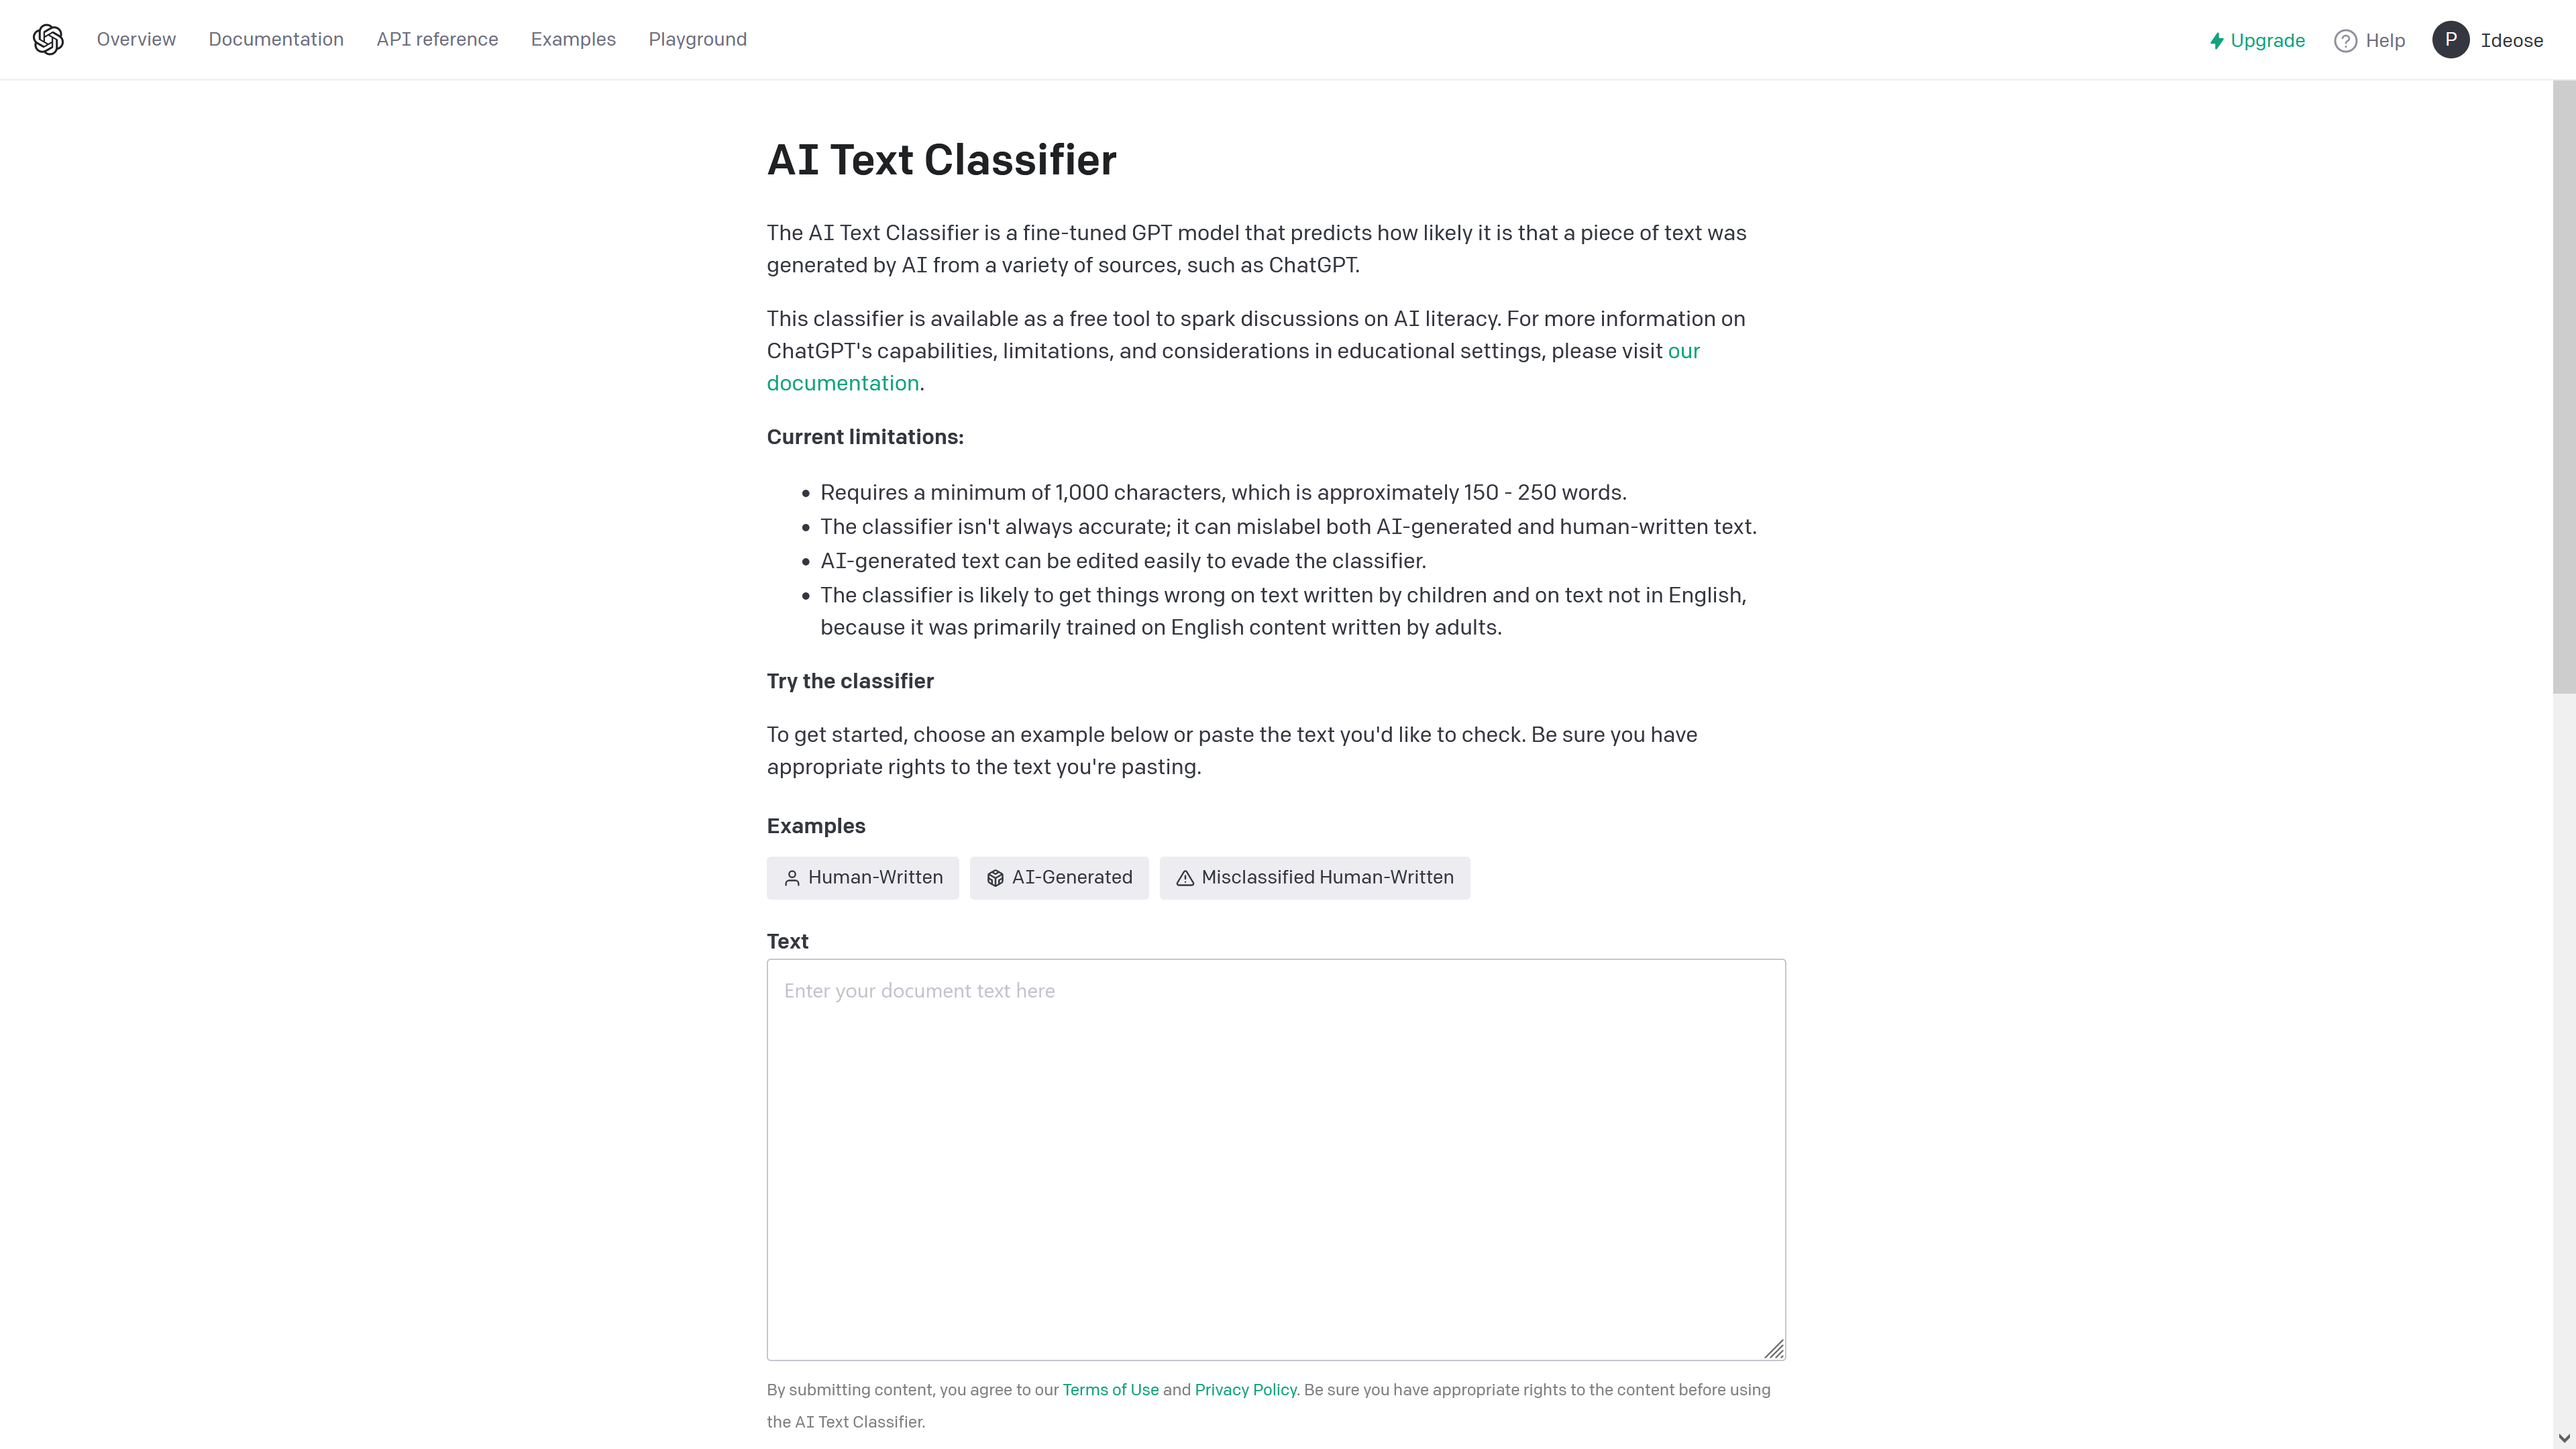 Overview Documentation API reference Examples Playground Upgrade Help P Ideose
AI Text Classifier
The AI Text Classifier is a fine-tuned GPT model that predicts how likely it is that a piece of text was
generated by AI from a variety of sources, such as ChatGPT.
This classifier is available as a free tool to spark discussions on AI literacy. For more information on
ChatGPT's capabilities, limitations, and considerations in educational settings, please visit our
documentation.
Current limitations:
• Requires a minimum of 1,000 characters, which is approximately 150 - 250 words.
• The classifier isn't always accurate; it can mislabel both AI-generated and human-written text.
• AI-generated text can be edited easily to evade the classifier.
• The classifier is likely to get things wrong on text written by children and on text not in English,
because it was primarily trained on English content written by adults.
Try the classifier
To get started, choose an example below or paste the text you'd like to check. Be sure you have
appropriate rights to the text you're pasting.
Examples
Human-Written AI-Generated Misclassified Human-Written
Text
Enter your document text here
By submitting content, you agree to our Terms of Use and Privacy Policy. Be sure you have appropriate rights to the content before using
the AI Text Classifier.